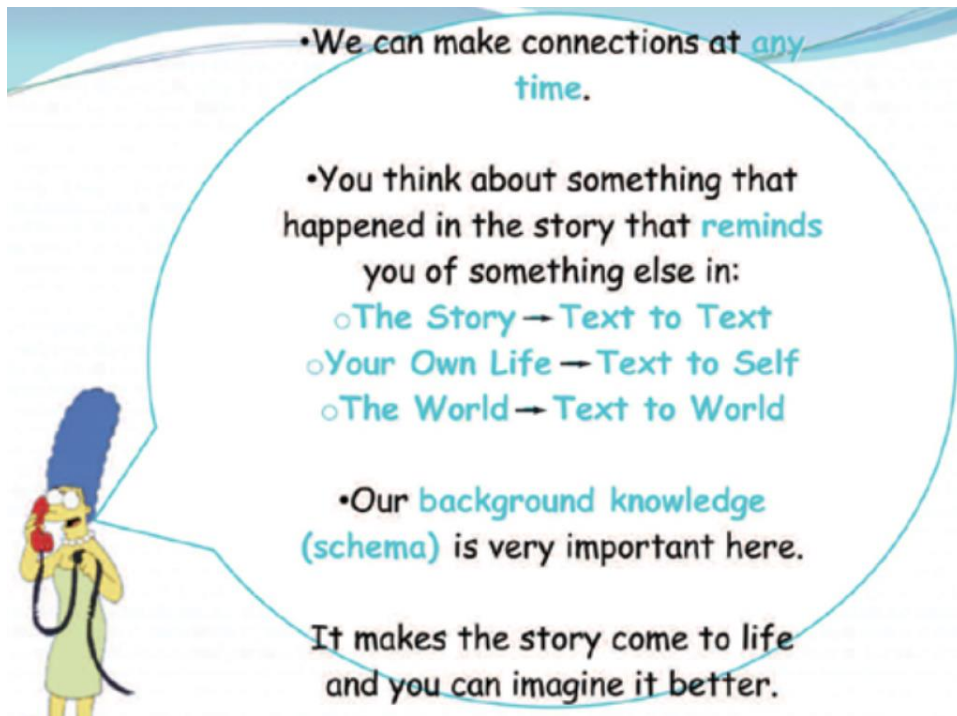 •We can make connections at any
time.
•You think about something that
happened in the story that reminds
you of something else in:
oThe Story → Text to Text
oYour Own Life → Text to Self
oThe World → Text to World
•Our background knowledge
(schema) is very important here.
It makes the story come to life
and you can imagine it better.